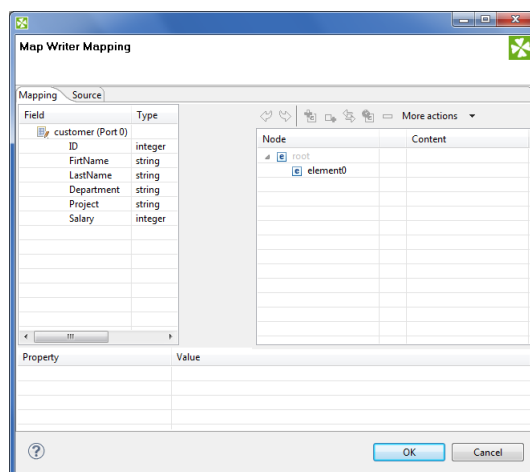 Map Writer Mapping
Mapping Source
Field Type
customer (Port 0)
ID integer
FirtName string
LastName string
Department string
Project string
Salary integer
More actions
Node Content
root
element0
Property Value
OK Cancel